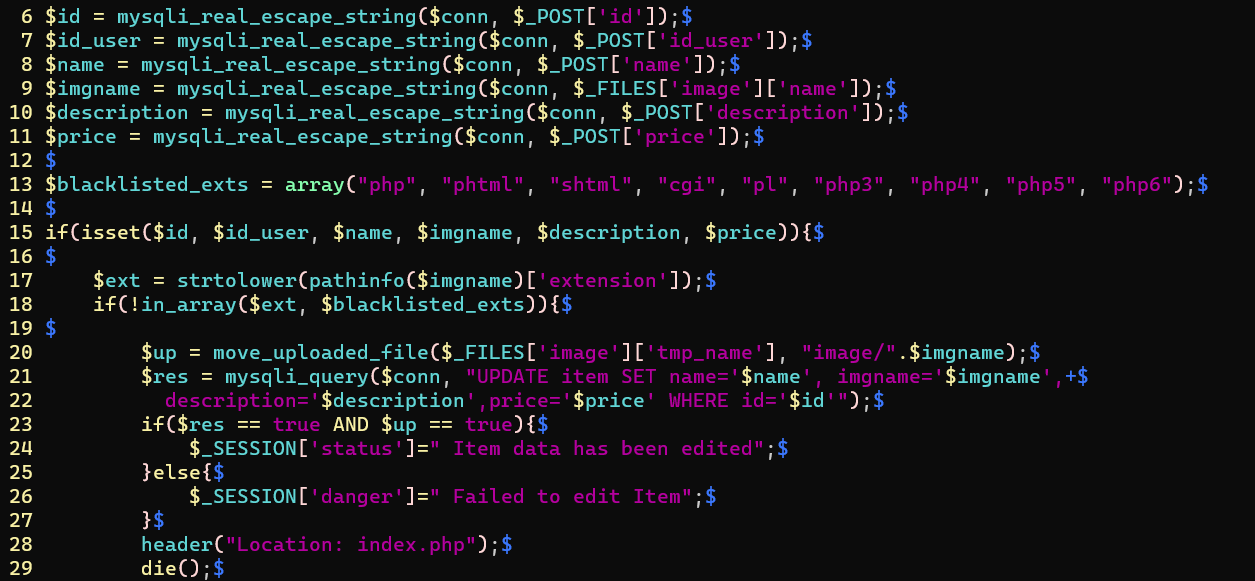 6 $id = mysqli_real_escape_string($conn, $_POST['id']);$
7 $id_user = mysqli_real_escape_string($conn, $_POST['id_user']);$
8 $name = mysqli_real_escape_string($conn, $_POST['name']);$
9 $imgname = mysqli_real_escape_string($conn, $_FILES['image']['name']);$
10 $description = mysqli_real_escape_string($conn, $_POST['description']);$
11 $price = mysqli_real_escape_string($conn, $_POST['price']);$
12 $
13 $blacklisted_exts = array("php", "phtml", "shtml", "cgi", "pl", "php3", "php4", "php5", "php6");$
14 $
15 if(isset($id, $id_user, $name, $imgname, $description, $price)){$
16 $
17     $ext = strtolower(pathinfo($imgname)['extension']);$
18     if(!in_array($ext, $blacklisted_exts)){$
19 $
20         $up = move_uploaded_file($_FILES['image']['tmp_name'], "image/".$imgname);$
21         $res = mysqli_query($conn, "UPDATE item SET name='$name', imgname='$imgname',+$
22           description='$description',price='$price' WHERE id='$id'");$
23         if($res == true AND $up == true){$
24             $_SESSION['status']=" Item data has been edited";$
25         }else{$
26             $_SESSION['danger']=" Failed to edit Item";$
27         }$
28         header("Location: index.php");$
29         die();$